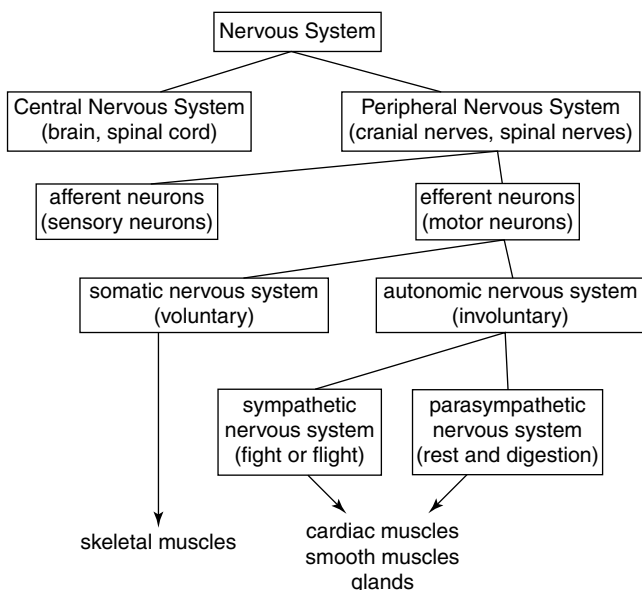 Nervous System
Central Nervous System
(brain, spinal cord)
Peripheral Nervous System
(cranial nerves, spinal nerves)
afferent neurons
(sensory neurons)
efferent neurons
(motor neurons)
somatic nervous system
(voluntary)
autonomic nervous system
(involuntary)
sympathetic
nervous system
(fight or flight)
parasympathetic
nervous system
(rest and digestion)
skeletal muscles
cardiac muscles
smooth muscles
glands